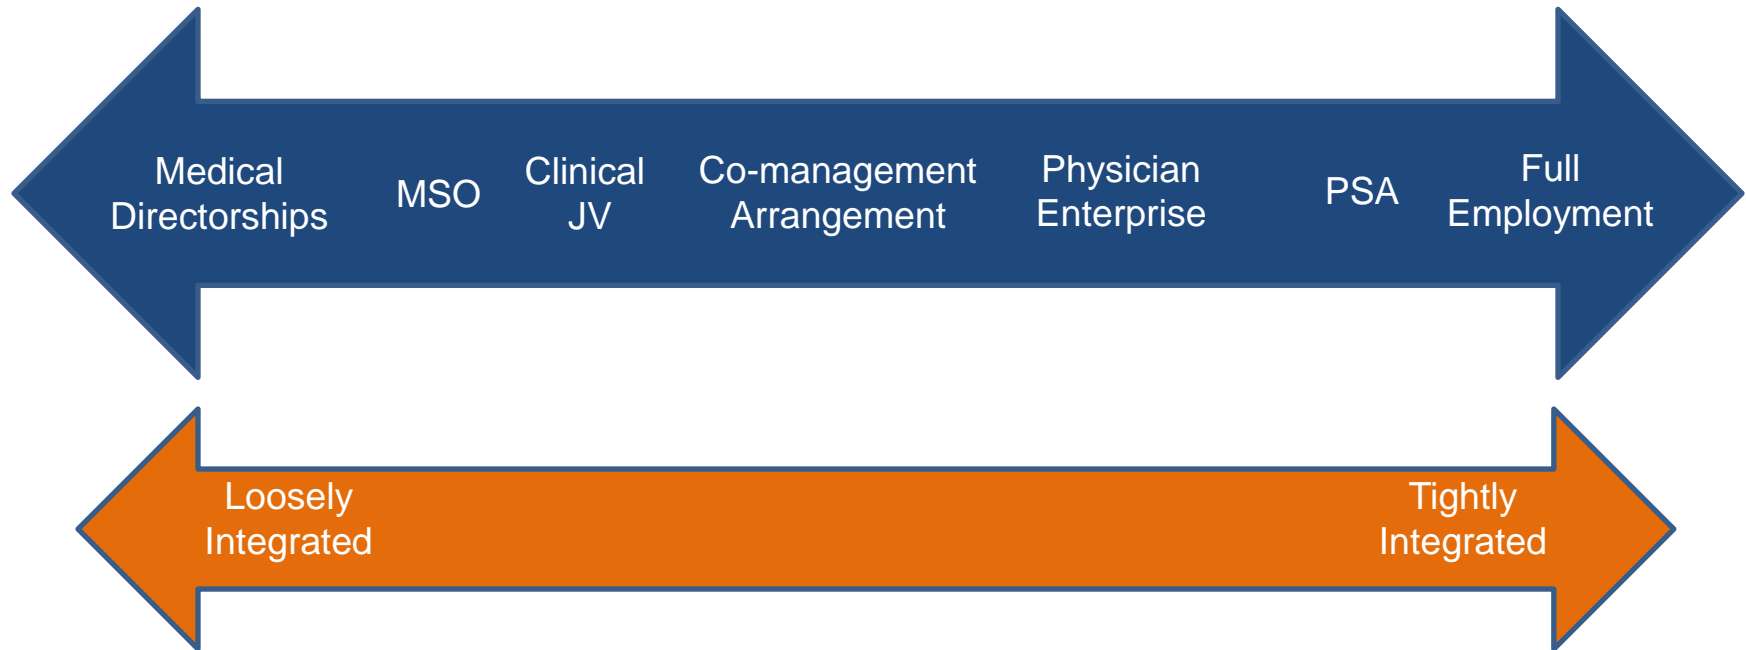 Medical
Directorships
MSO
Clinical
JV
Co-management
Arrangement
Physician
Enterprise
PSA
Full
Employment
Loosely
Integrated
Tightly
Integrated